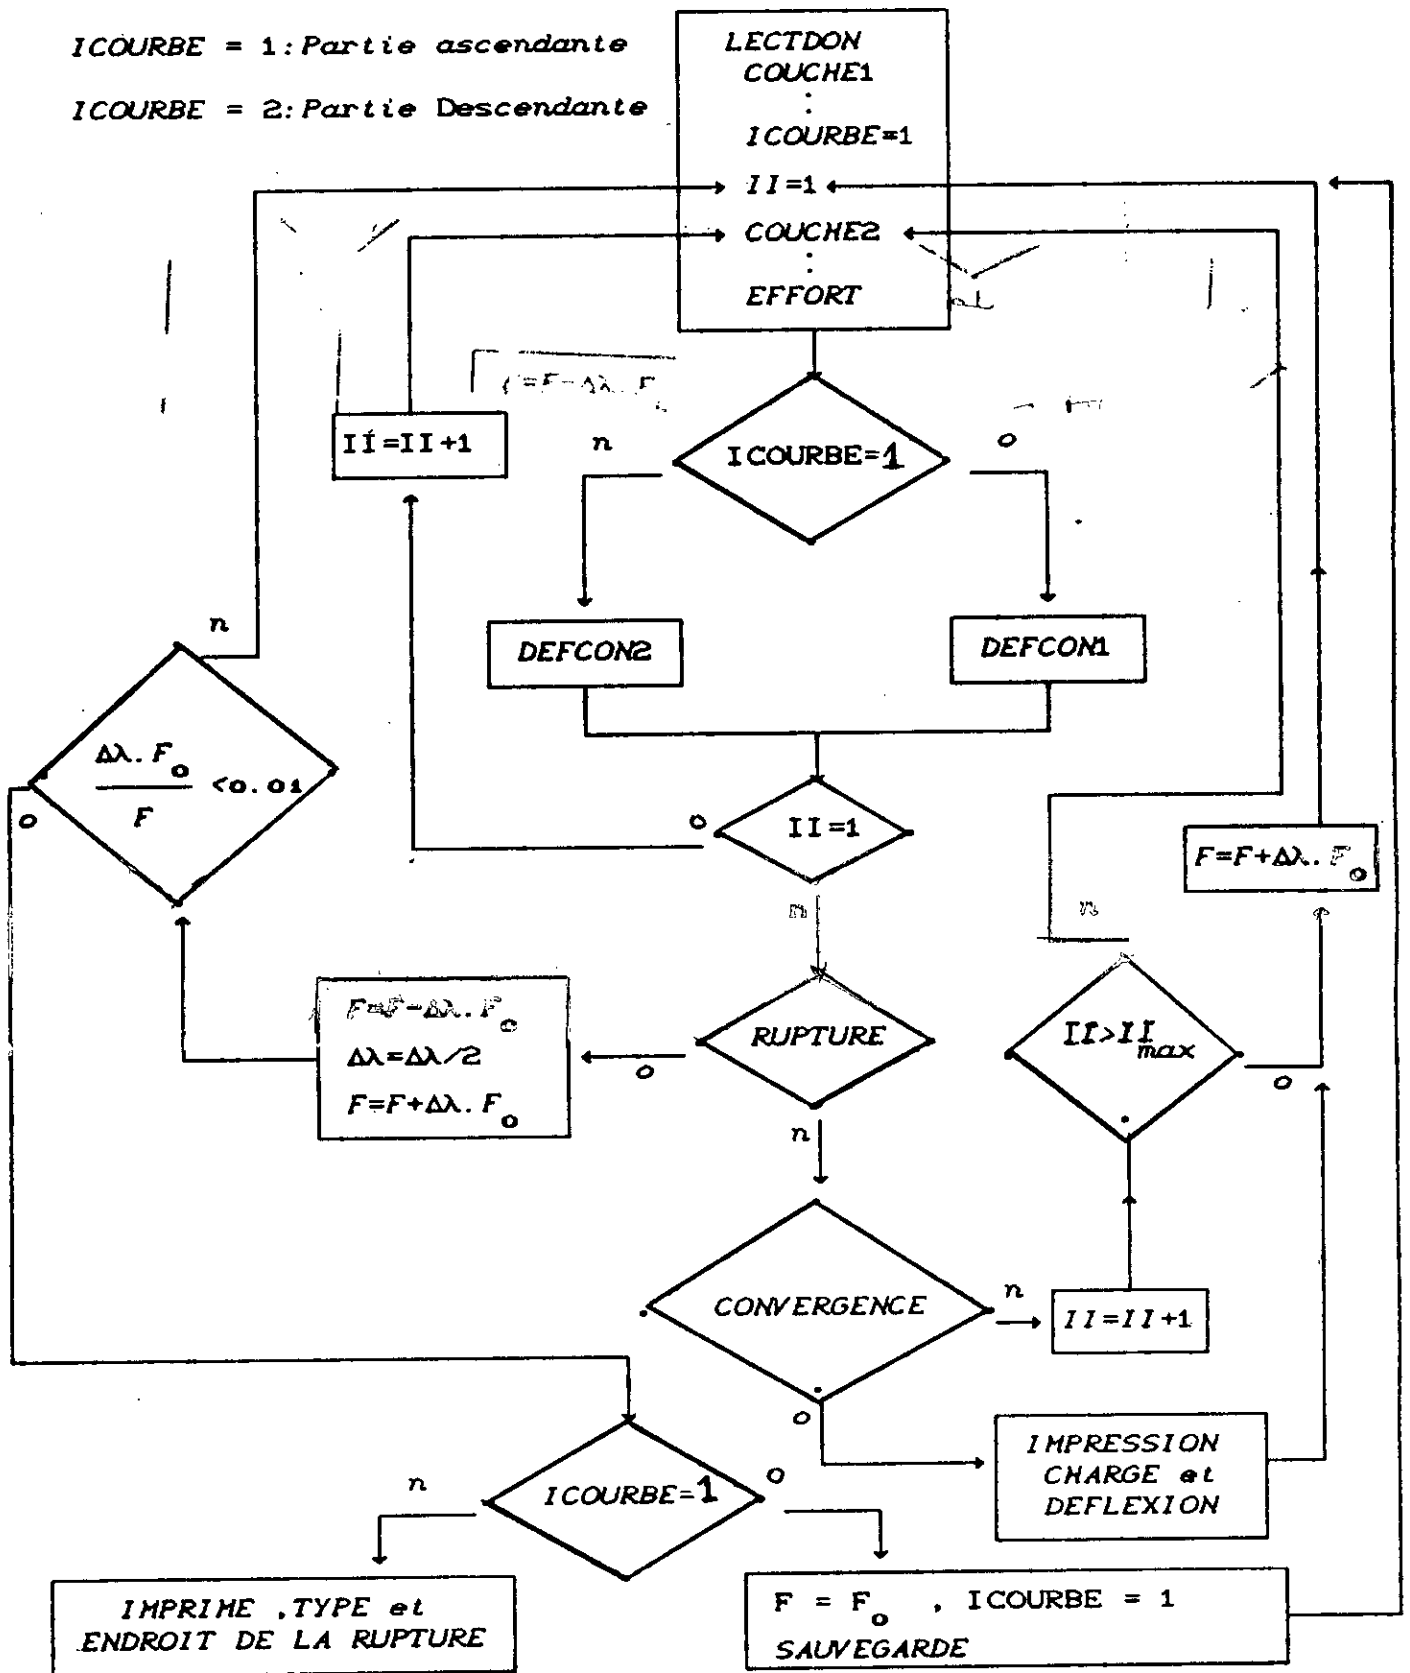 ICOURBE = 1: Partie ascendante
ICOURBE = 2: Partie Descendante
LECTDON
COUCHE1
:
ICOURBE=1
II=1
COUCHE2
:
EFFORT
=F-Δλ. F
II=II+1
n
ICOURBE=1
o
DEFCON2
DEFCON1
n
Δλ. Fo
F
<0.01
o
o
II=1
n
F=F+Δλ. Fo
n
F=F-Δλ. Fo
Δλ=Δλ/2
F=F+Δλ. Fo
o
RUPTURE
n
II>IImax
o
CONVERGENCE
n
II=II+1
o
IMPRESSION
CHARGE et
DEFLEXION
n
ICOURBE=1
o
IMPRIME ,TYPE et
ENDROIT DE LA RUPTURE
F = Fo , ICOURBE = 1
SAUVEGARDE